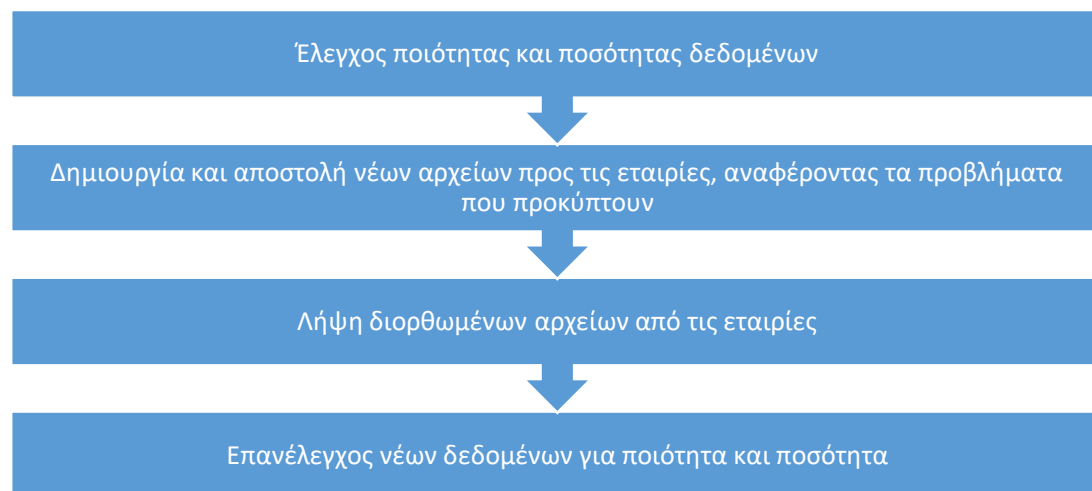 Έλεγχος ποιότητας και ποσότητας δεδομένων
Δημιουργία και αποστολή νέων αρχείων προς τις εταιρίες, αναφέροντας τα προβλήματα
που προκύπτουν
Λήψη διορθωμένων αρχείων από τις εταιρίες
Επανέλεγχος νέων δεδομένων για ποιότητα και ποσότητα